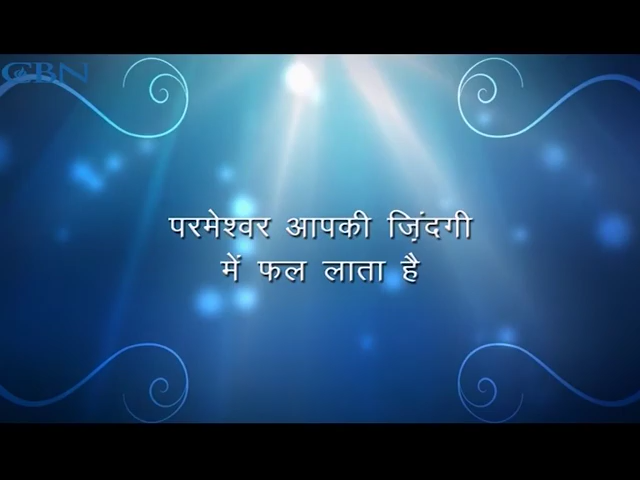 CBN
परमेश्वर आपकी ज़िंदगी
में फल लाता है